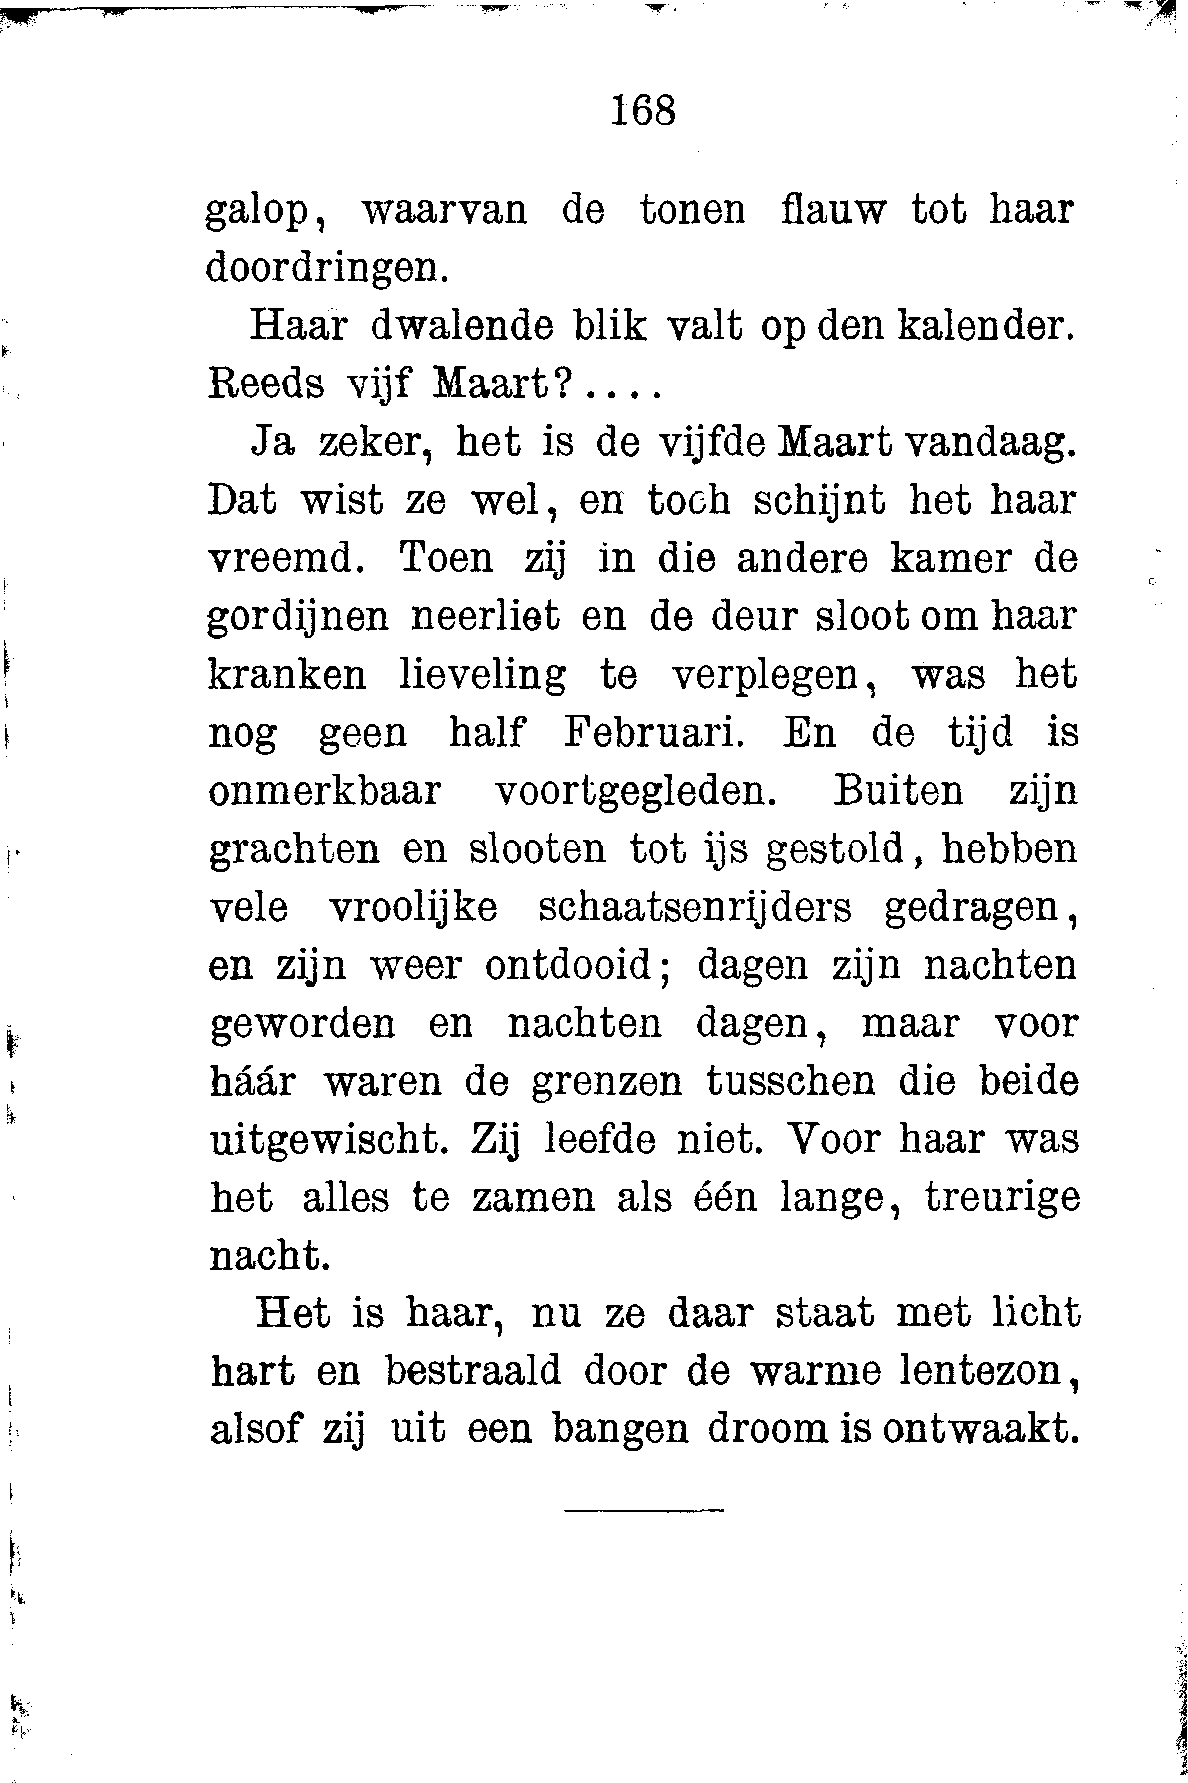 168
galop, waarvan de tonen flauw tot haar
doordringen.
Haar dwalende blik valt op den kalender.
Reeds vijf Maart? ....
Ja zeker, het is de vijfde Maart vandaag.
Dat wist ze wel, en toch schijnt het haar
vreemd. Toen zij in die andere kamer de
gordijnen neerliet en de deur sloot om haar
kranken lieveling te verplegen, was het
nog geen half Februari. En de tijd is
onmerkbaar voortgegleden. Buiten zijn
grachten en slooten tot ijs gestold, hebben
vele vroolijke schaatsenrijders gedragen,
en zijn weer ontdooid; dagen zijn nachten
geworden en nachten dagen, maar voor
háár waren de grenzen tusschen die beide
uitgewischt. Zij leefde niet. Voor haar was
het alles te zamen als één lange, treurige
nacht.
Het is haar, nu ze daar staat met licht
hart en bestraald door de warme lentezon,
alsof zij uit een bangen droom is ontwaakt.